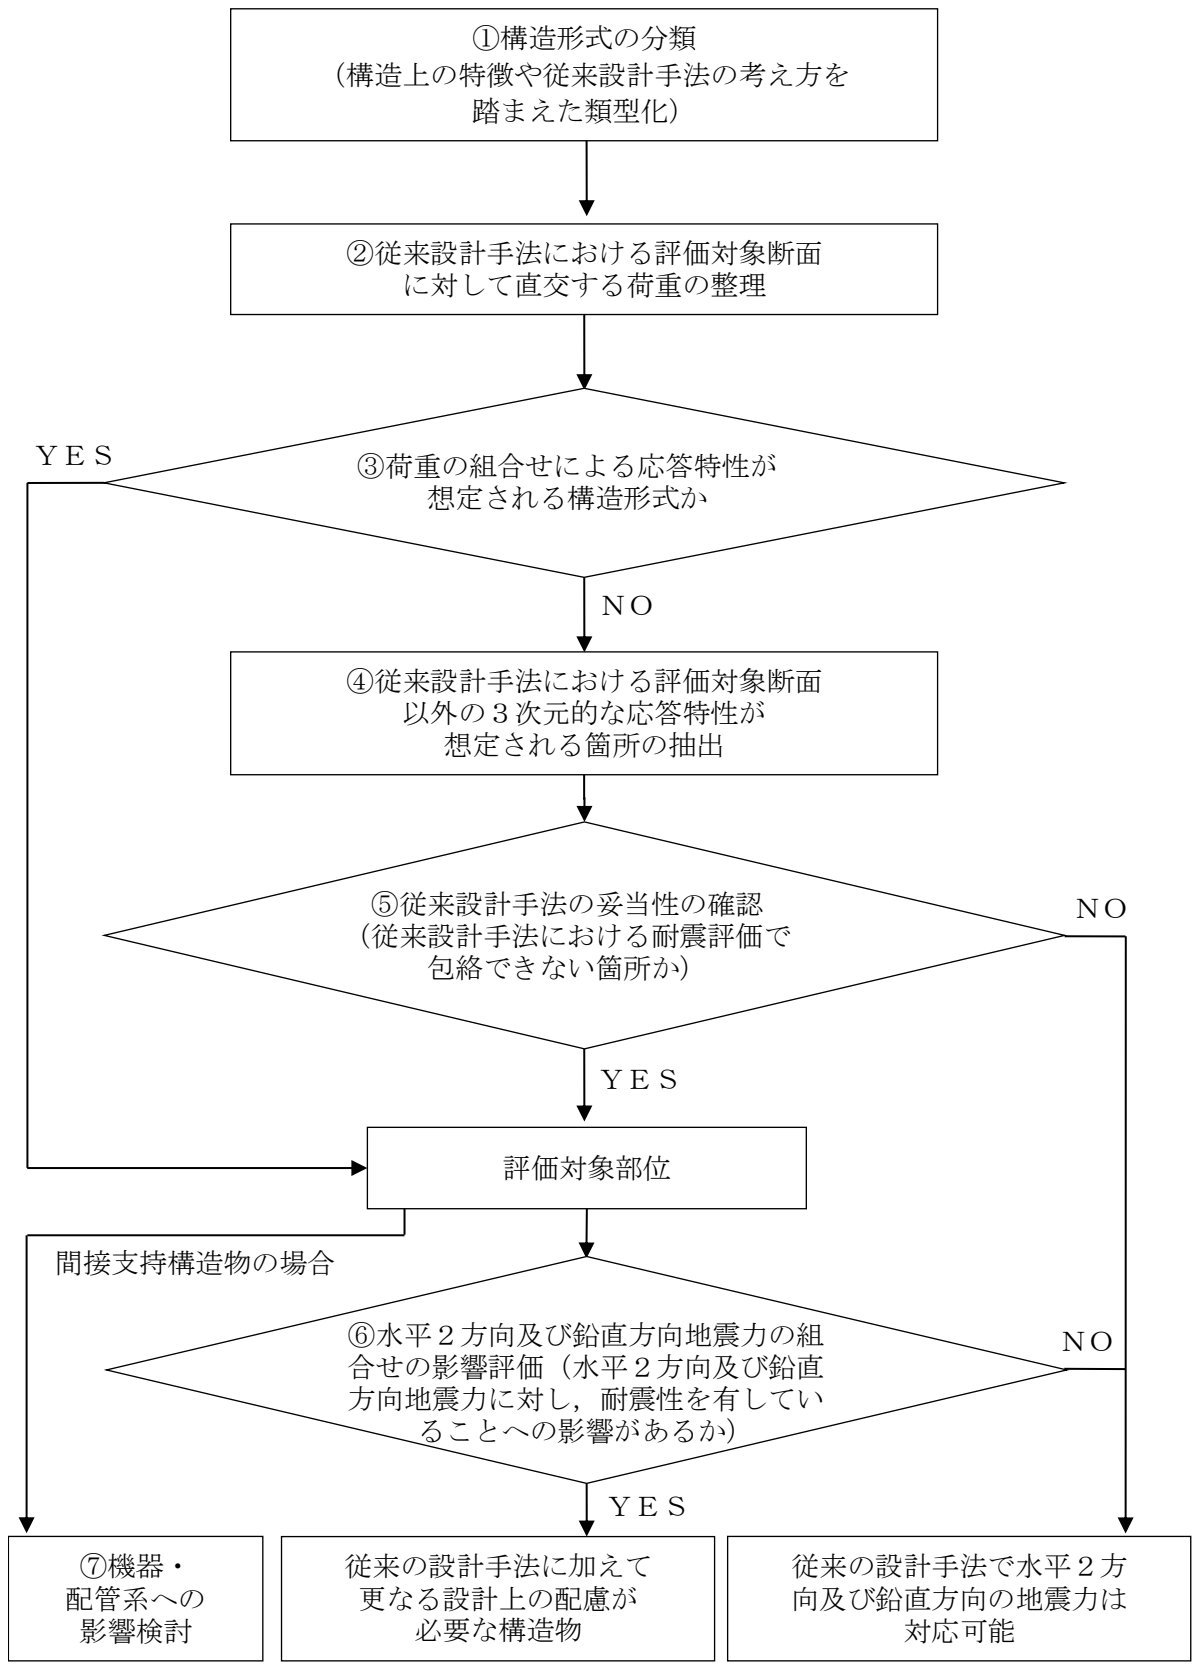 ①構造形式の分類
（構造上の特徴や従来設計手法の考え方を
踏まえた類型化）
②従来設計手法における評価対象断面
に対して直交する荷重の整理
ＹＥＳ
③荷重の組合せによる応答特性が
想定される構造形式か
ＮＯ
④従来設計手法における評価対象断面
以外の３次元的な応答特性が
想定される箇所の抽出
⑤従来設計手法の妥当性の確認
（従来設計手法における耐震評価で
包絡できない箇所か）
ＮＯ
ＹＥＳ
評価対象部位
間接支持構造物の場合
⑥水平２方向及び鉛直方向地震力の組
合せの影響評価（水平２方向及び鉛直
方向地震力に対し，耐震性を有してい
ることへの影響があるか）
ＮＯ
ＹＥＳ
⑦機器・
配管系への
影響検討
従来の設計手法に加えて
更なる設計上の配慮が
必要な構造物
従来の設計手法で水平２方
向及び鉛直方向の地震力は
対応可能